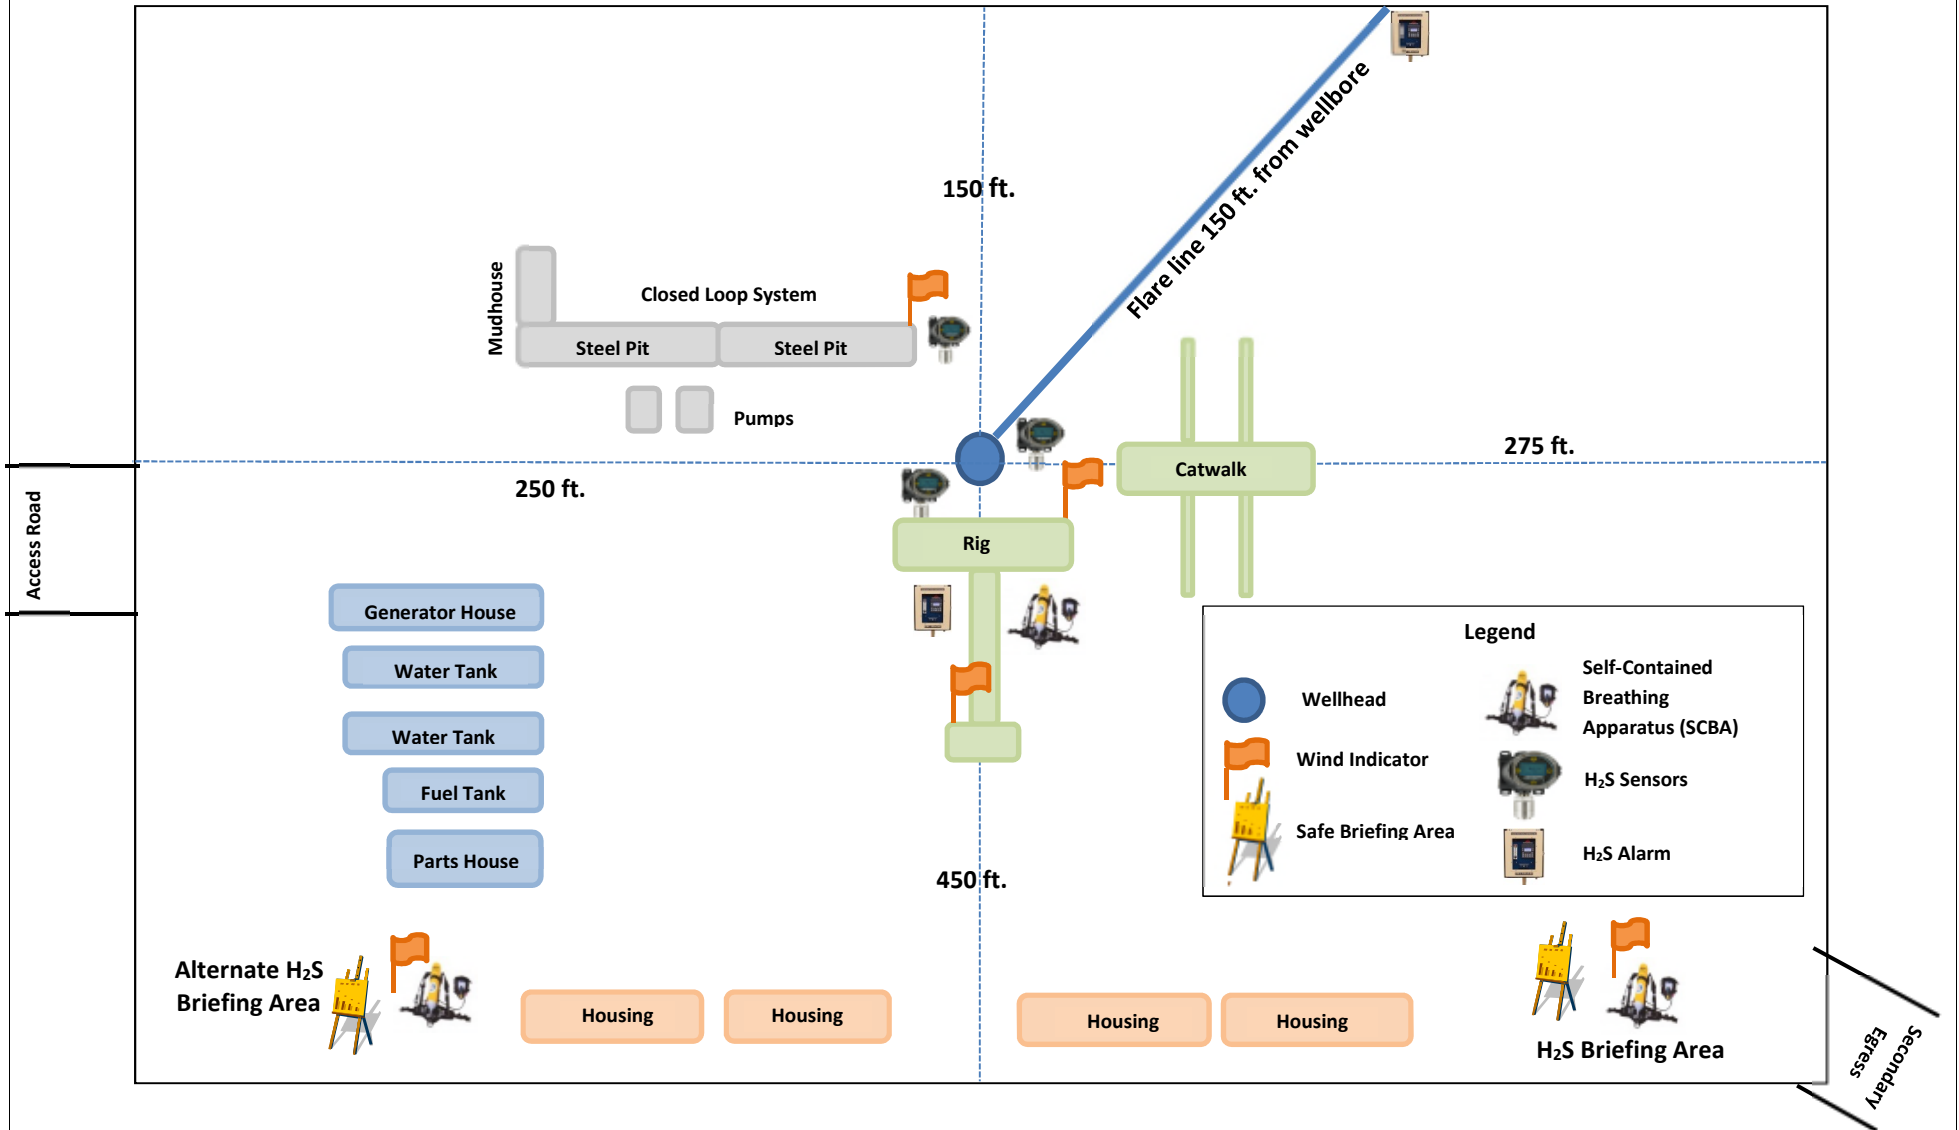 150 ft.
Flare line 150 ft. from wellbore
Mudhouse
Closed Loop System
Steel Pit
Steel Pit
Pumps
275 ft.
Catwalk
250 ft.
Access Road
Rig
Generator House
Water Tank
Water Tank
Fuel Tank
Parts House
450 ft.
Legend
Wellhead
Wind Indicator
Safe Briefing Area
Self-Contained
Breathing
Apparatus (SCBA)
H₂S Sensors
H₂S Alarm
Alternate H₂S
Briefing Area
Housing
Housing
Housing
Housing
H₂S Briefing Area
Secondary
Egress